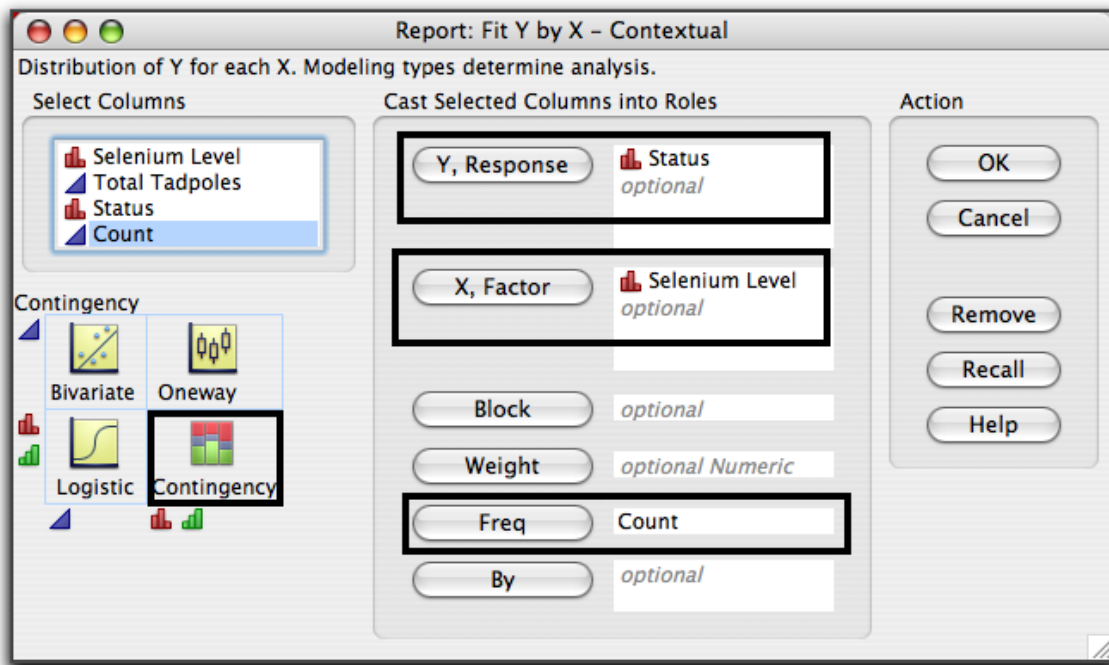 Report: Fit Y by X – Contextual
Distribution of Y for each X. Modeling types determine analysis.
Select Columns
Selenium Level
Total Tadpoles
Status
Count
Contingency
Bivariate
Oneway
Logistic
Contingency
Cast Selected Columns into Roles
Y, Response
Status
optional
X, Factor
Selenium Level
optional
Block
optional
Weight
optional Numeric
Freq
Count
By
optional
Action
OK
Cancel
Remove
Recall
Help